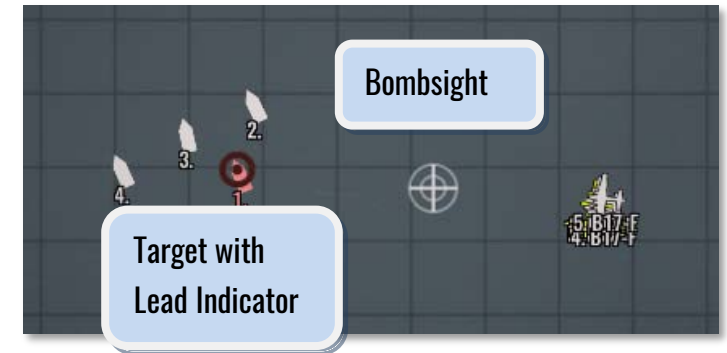 Bombsight
2.
3.
4.
1.
5. B17-F
4. B17-F
Target with
Lead Indicator